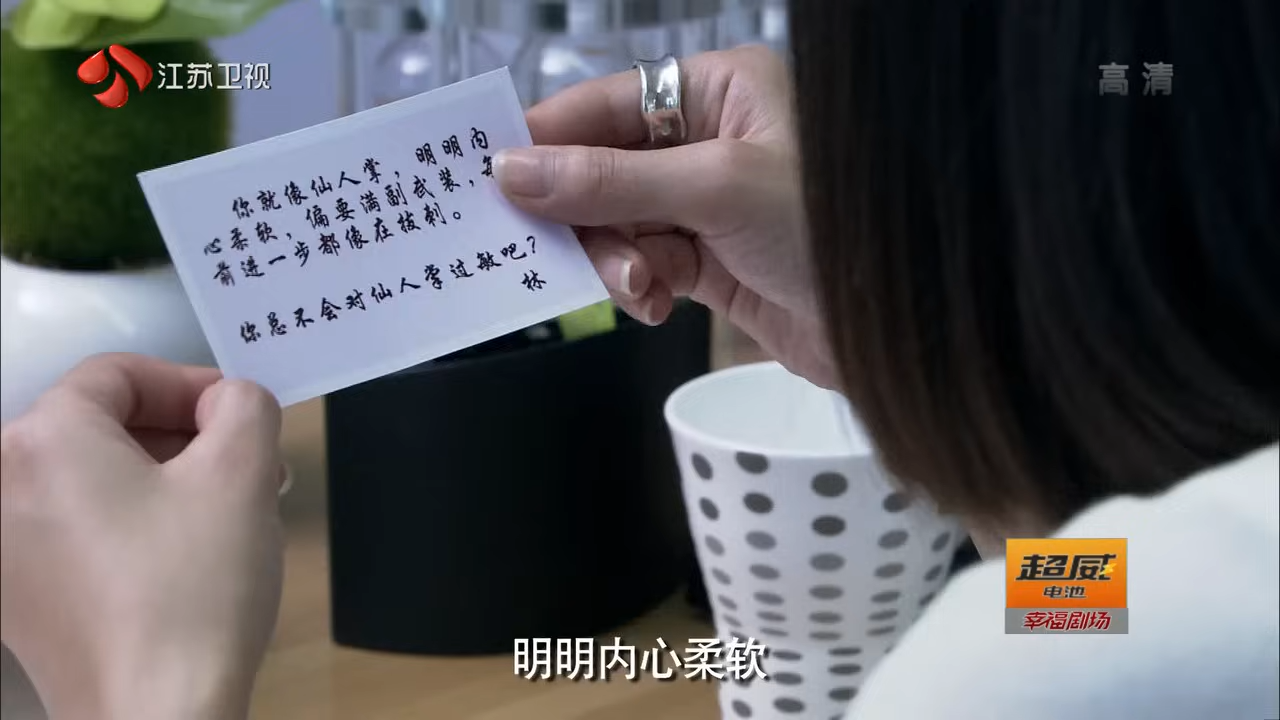 江苏卫视
高清
你就像仙人掌，明明内
心柔软，偏要满副武装，每
前进一步都像在拔刺。
你总不会对仙人掌过敏吧？
林
超威
电池
幸福剧场
明明内心柔软